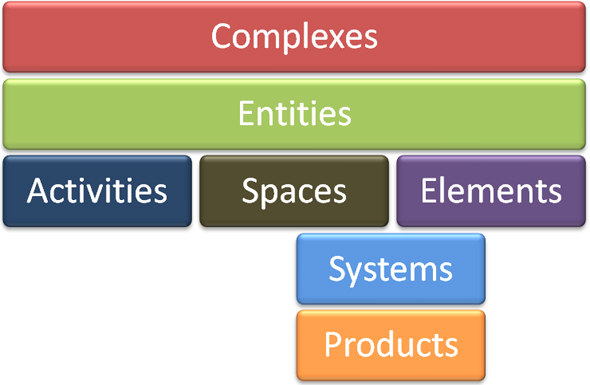 Complexes
Entities
Activities
Spaces
Elements
Systems
Products